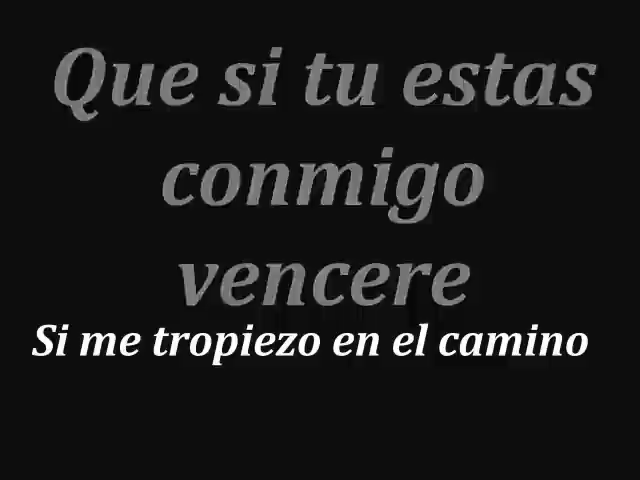 Que si tu estas
conmigo
vencere
Si me tropiezo en el camino